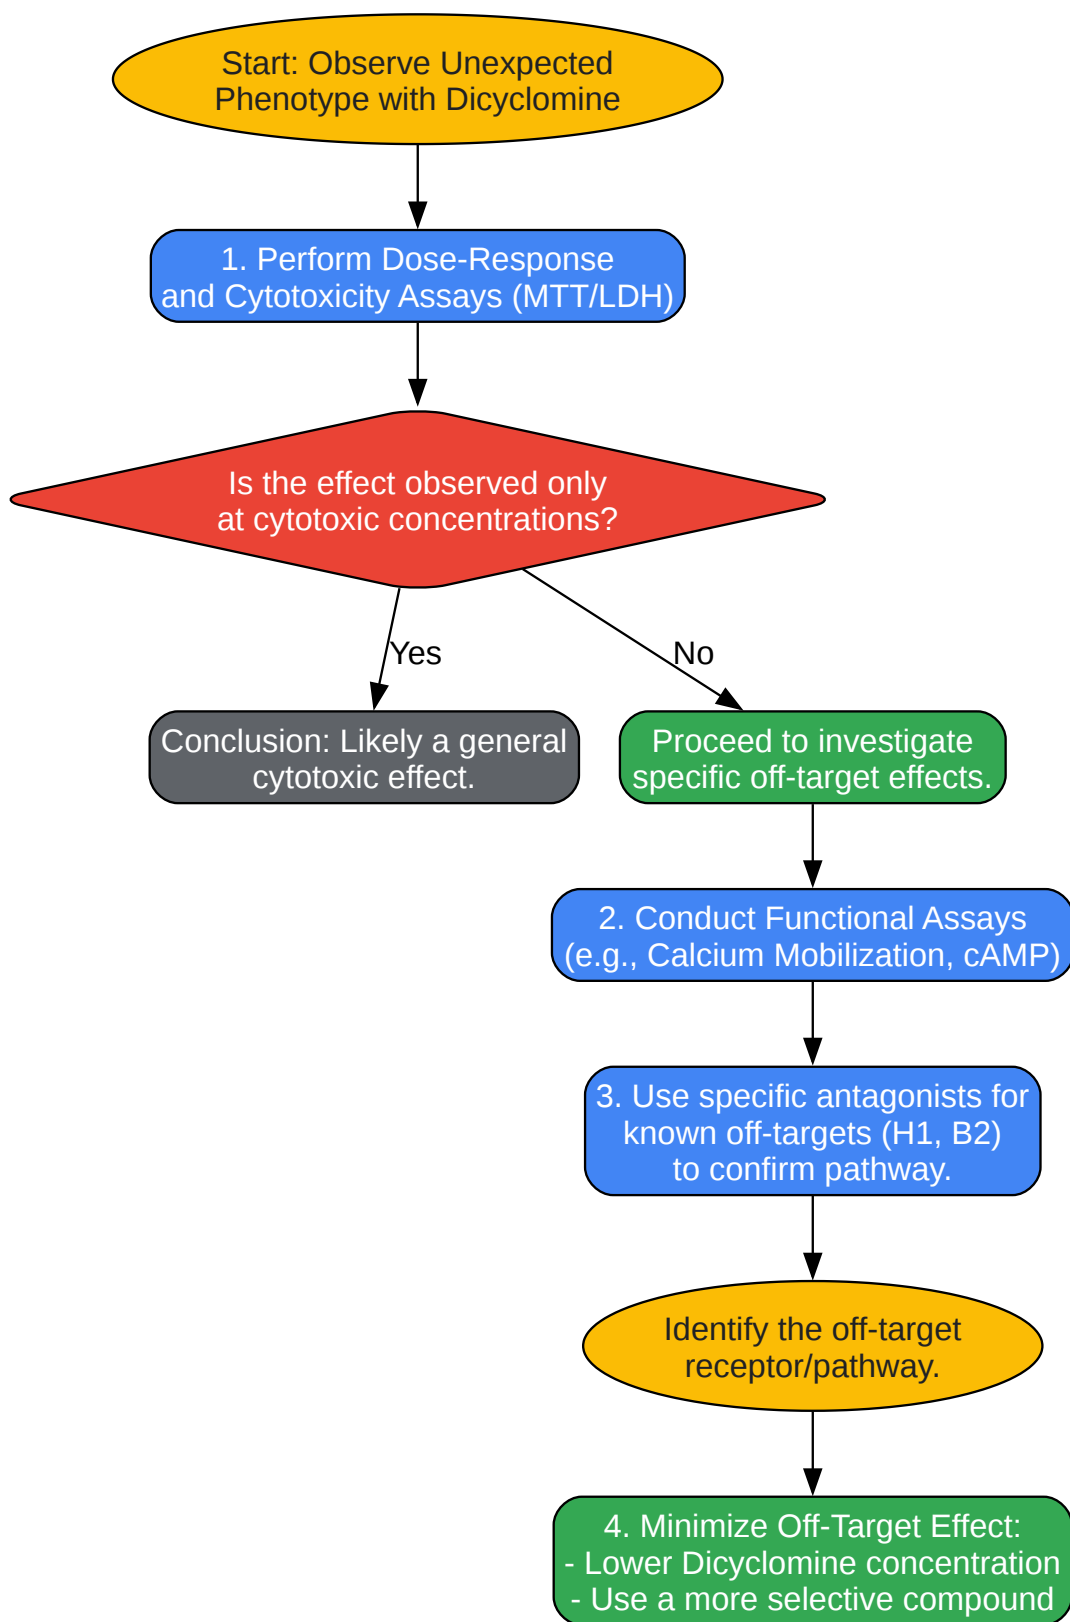 Start: Observe Unexpected
Phenotype with Dicyclomine
1. Perform Dose-Response
and Cytotoxicity Assays (MTT/LDH)
Is the effect observed only
at cytotoxic concentrations?
Yes
No
Conclusion: Likely a general
cytotoxic effect.
Proceed to investigate
specific off-target effects.
2. Conduct Functional Assays
(e.g., Calcium Mobilization, cAMP)
3. Use specific antagonists for
known off-targets (H1, B2)
to confirm pathway.
Identify the off-target
receptor/pathway.
4. Minimize Off-Target Effect:
- Lower Dicyclomine concentration
- Use a more selective compound